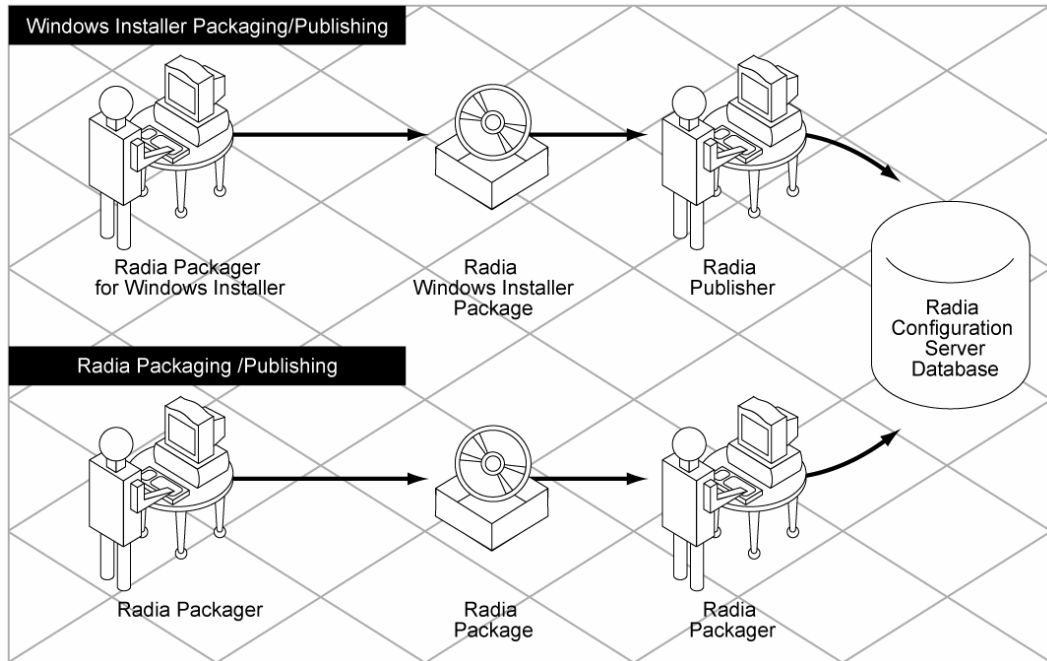 Windows Installer Packaging/Publishing
Radia Packager
for Windows Installer
Radia
Windows Installer
Package
Radia
Publisher
Radia
Configuration
Server
Database
Radia Packaging /Publishing
Radia Packager
Radia
Package
Radia
Packager